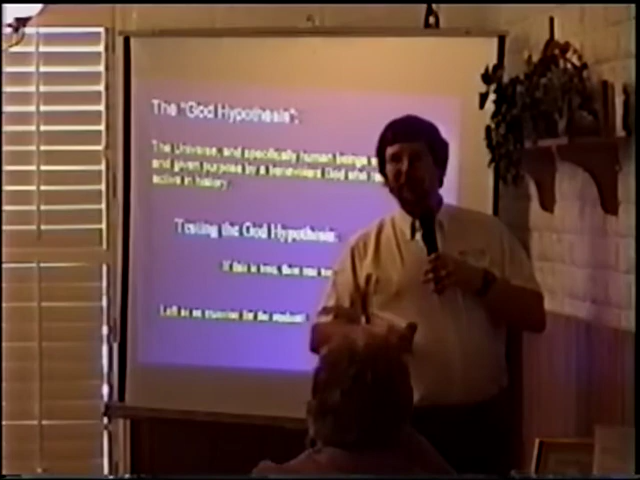 The "God Hypothesis":
The Universe, and specifically human beings
and given purpose by a benevolent God who
active in history.
Testing the God Hypothesis:
If this is true, then
Left as an exercise for the student